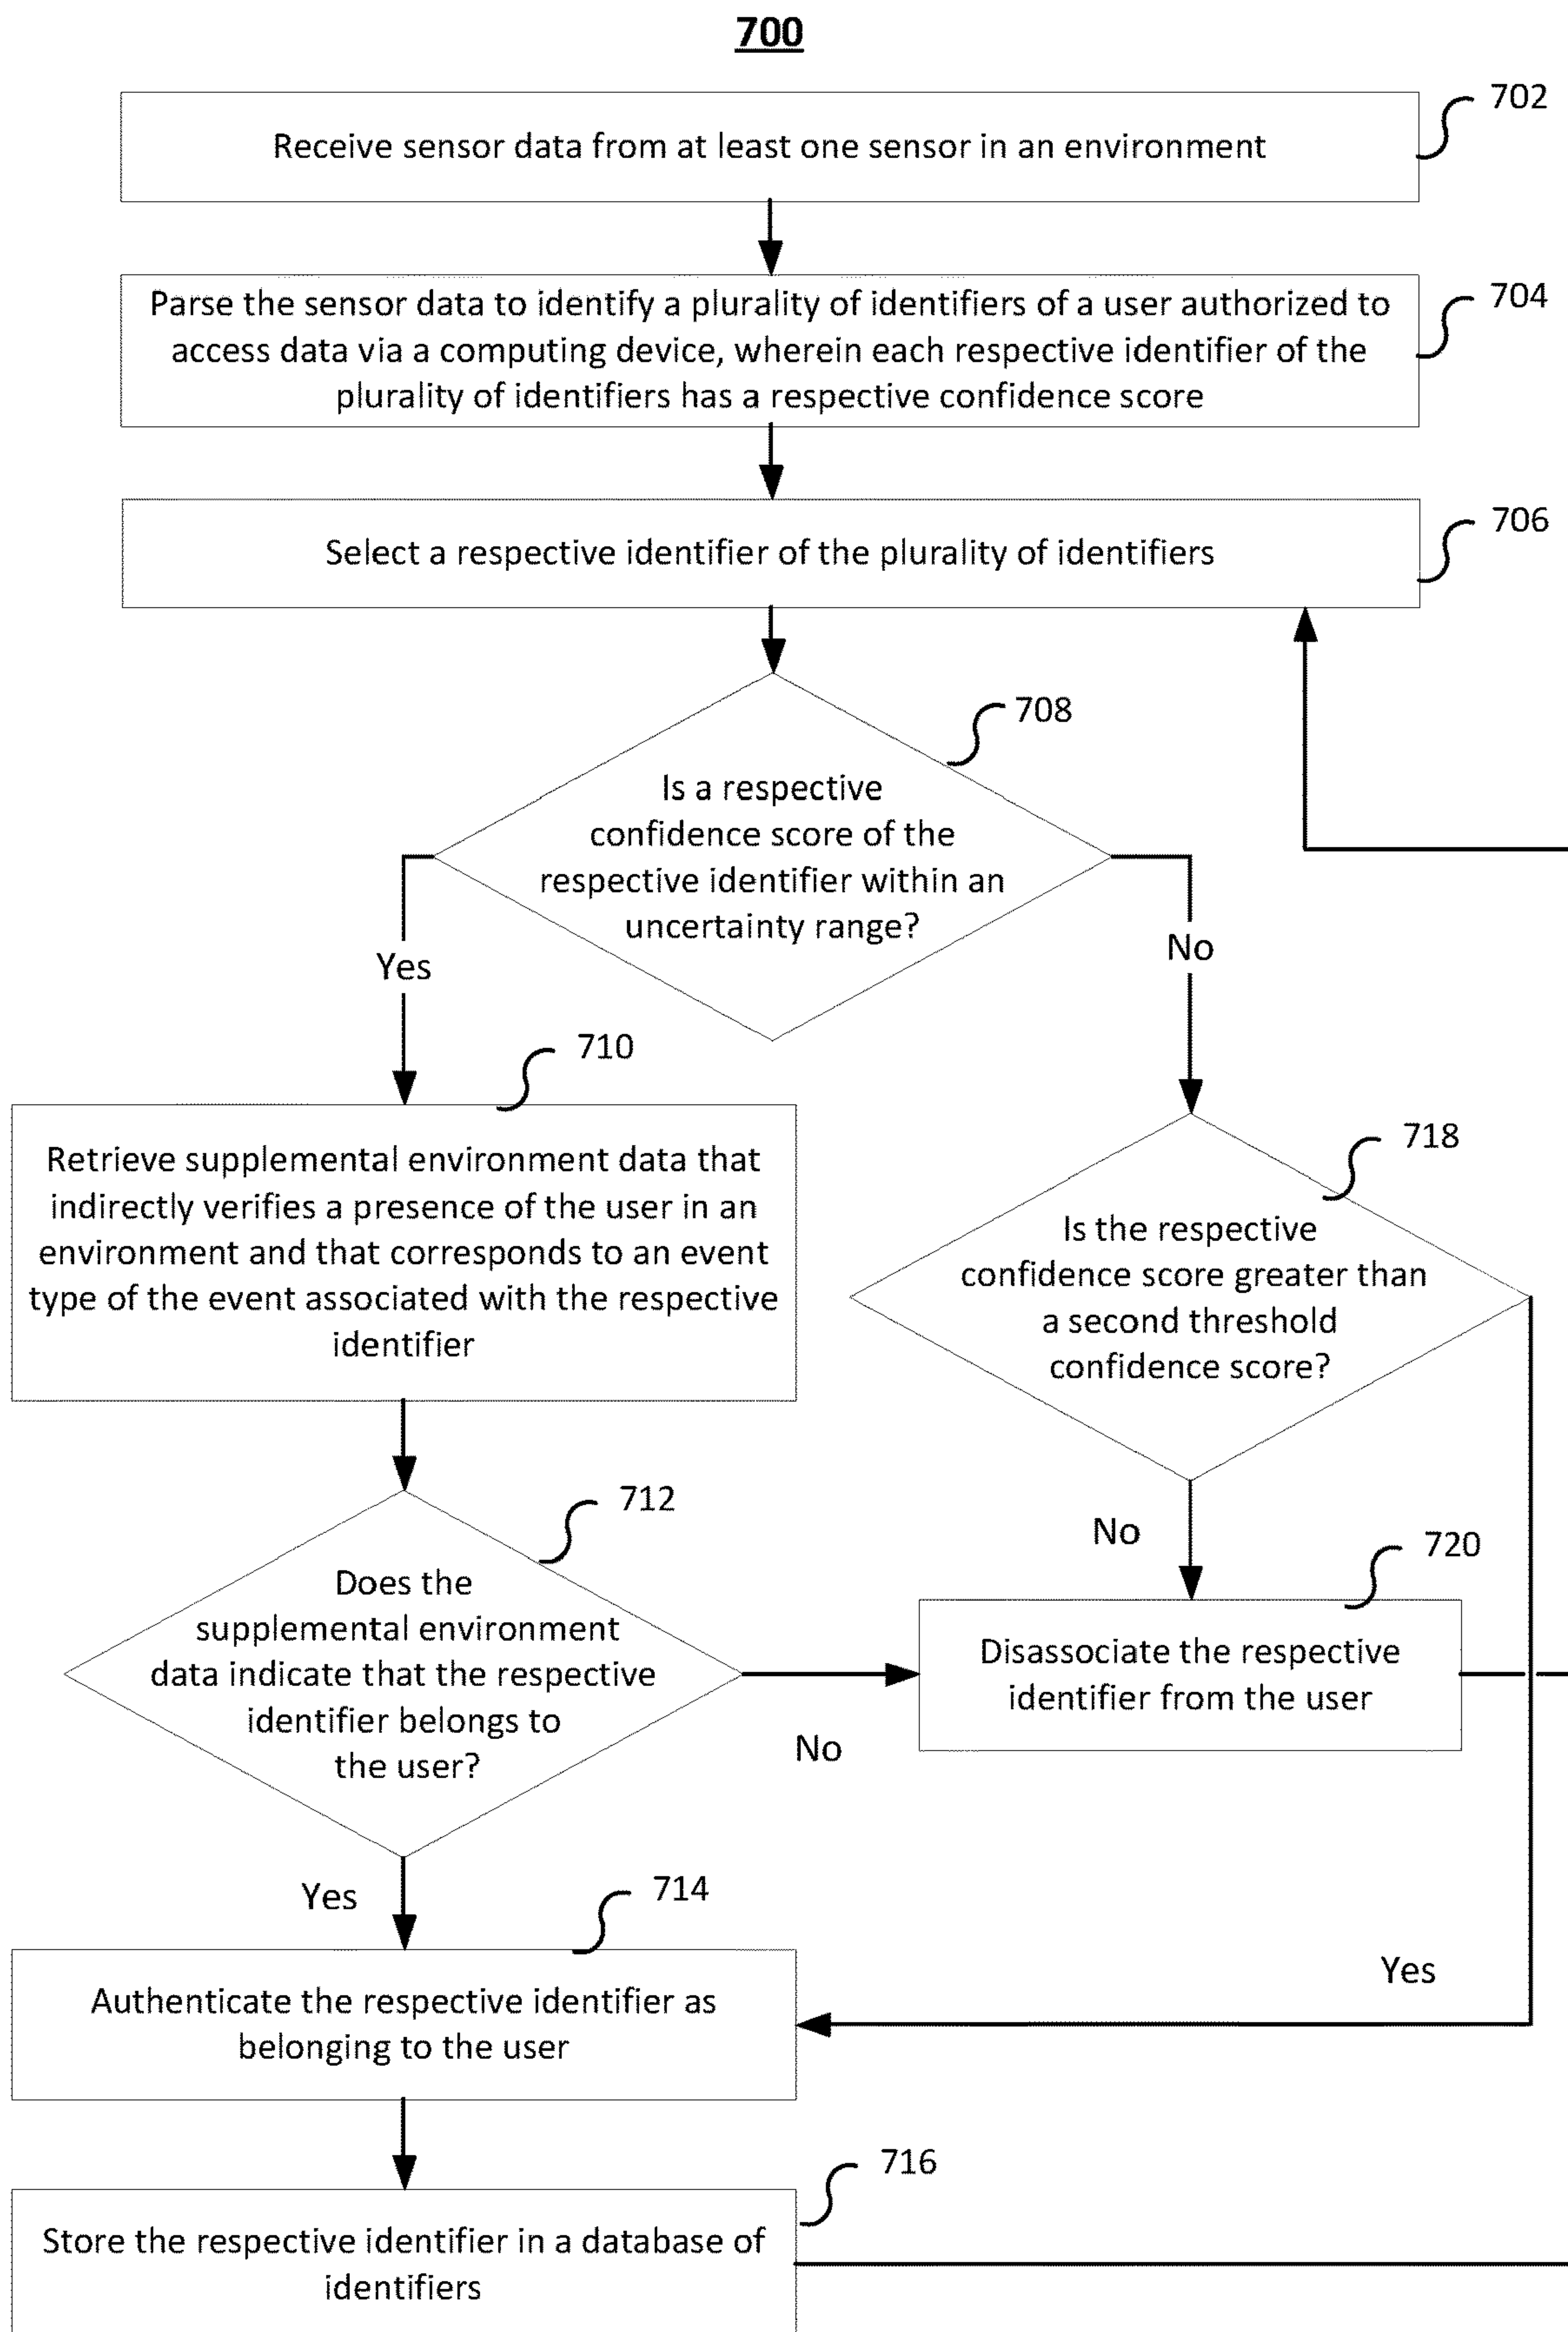 700
702
Receive sensor data from at least one sensor in an environment
704
Parse the sensor data to identify a plurality of identifiers of a user authorized to
access data via a computing device, wherein each respective identifier of the
plurality of identifiers has a respective confidence score
706
Select a respective identifier of the plurality of identifiers
708
Is a respective
confidence score of the
respective identifier within an
uncertainty range?
Yes
No
710
Retrieve supplemental environment data that
indirectly verifies a presence of the user in an
environment and that corresponds to an event
type of the event associated with the respective
identifier
718
Is the respective
confidence score greater than
a second threshold
confidence score?
712
Does the
supplemental environment
data indicate that the respective
identifier belongs to
the user?
No
720
Disassociate the respective
identifier from the user
No
Yes
714
Authenticate the respective identifier as
belonging to the user
Yes
716
Store the respective identifier in a database of
identifiers